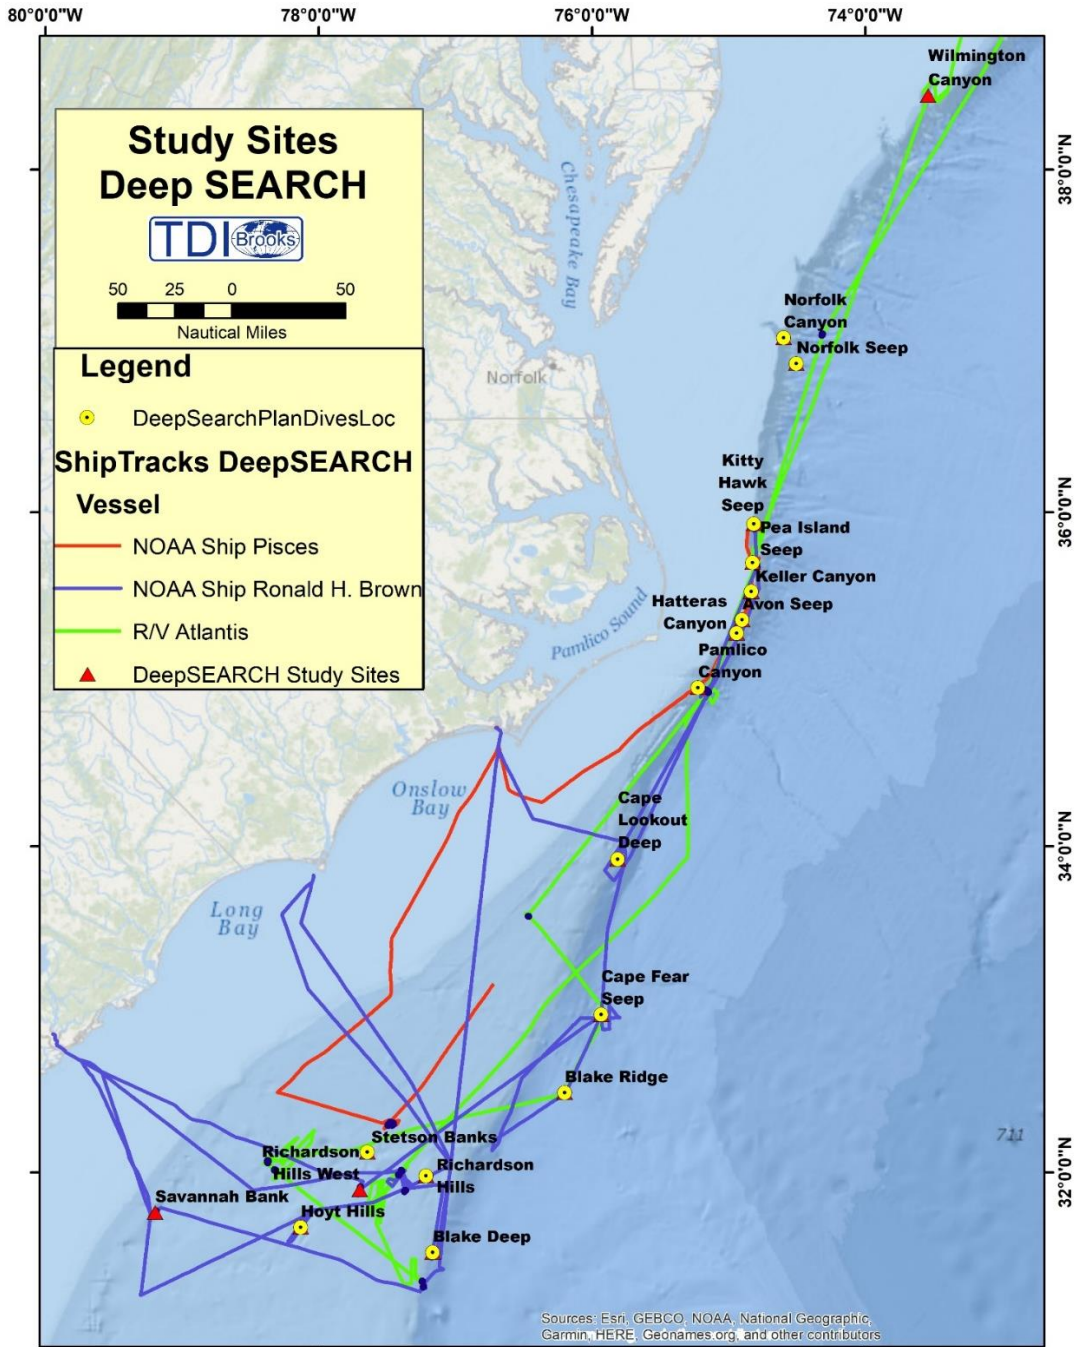 80°0'0"W 78°0'0"W 76°0'0"W 74°0'0"W
Study Sites
Deep SEARCH
TDI Brooks
50 25 0 50
Nautical Miles
Legend
DeepSearchPlanDivesLoc
ShipTracks DeepSEARCH
Vessel
NOAA Ship Pisces
NOAA Ship Ronald H. Brown
R/V Atlantis
DeepSEARCH Study Sites
Wilmington
Canyon
38°0'0"N
Chesapeake Bay
Norfolk
Norfolk
Canyon
Norfolk Seep
Kitty
Hawk
Seep
36°0'0"N
Pea Island
Seep
Keller Canyon
Avon Seep
Hatteras
Canyon
Pamlico Sound
Pamlico
Canyon
Onslow
Bay
Cape
Lookout
Deep
34°0'0"N
Long
Bay
Cape Fear
Seep
Blake Ridge
Stetson Banks
Richardson
Hills West
Richardson
Hills
711
32°0'0"N
Savannah Bank
Hoyt Hills
Blake Deep
Sources: Esri, GEBCO, NOAA, National Geographic,
Garmin, HERE, Geonames.org, and other contributors